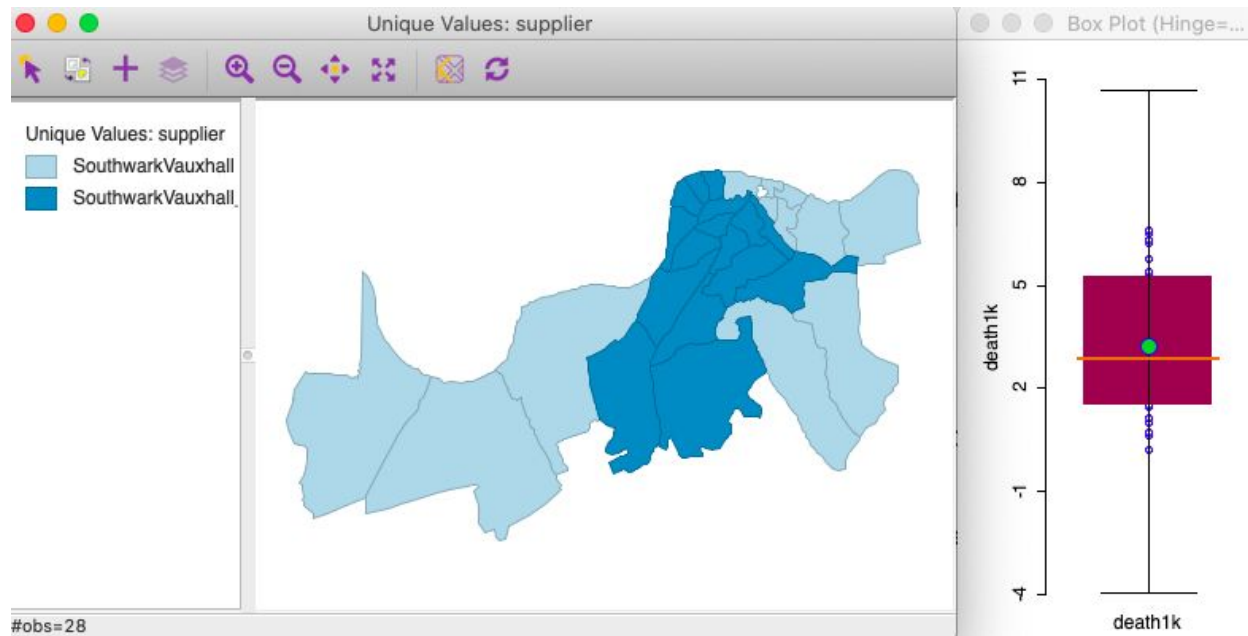 Unique Values: supplier
Unique Values: supplier
SouthwarkVauxhall
SouthwarkVauxhall_
#obs=28
Box Plot (Hinge=...
11
8
5
2
-1
-4
death1k
death1k